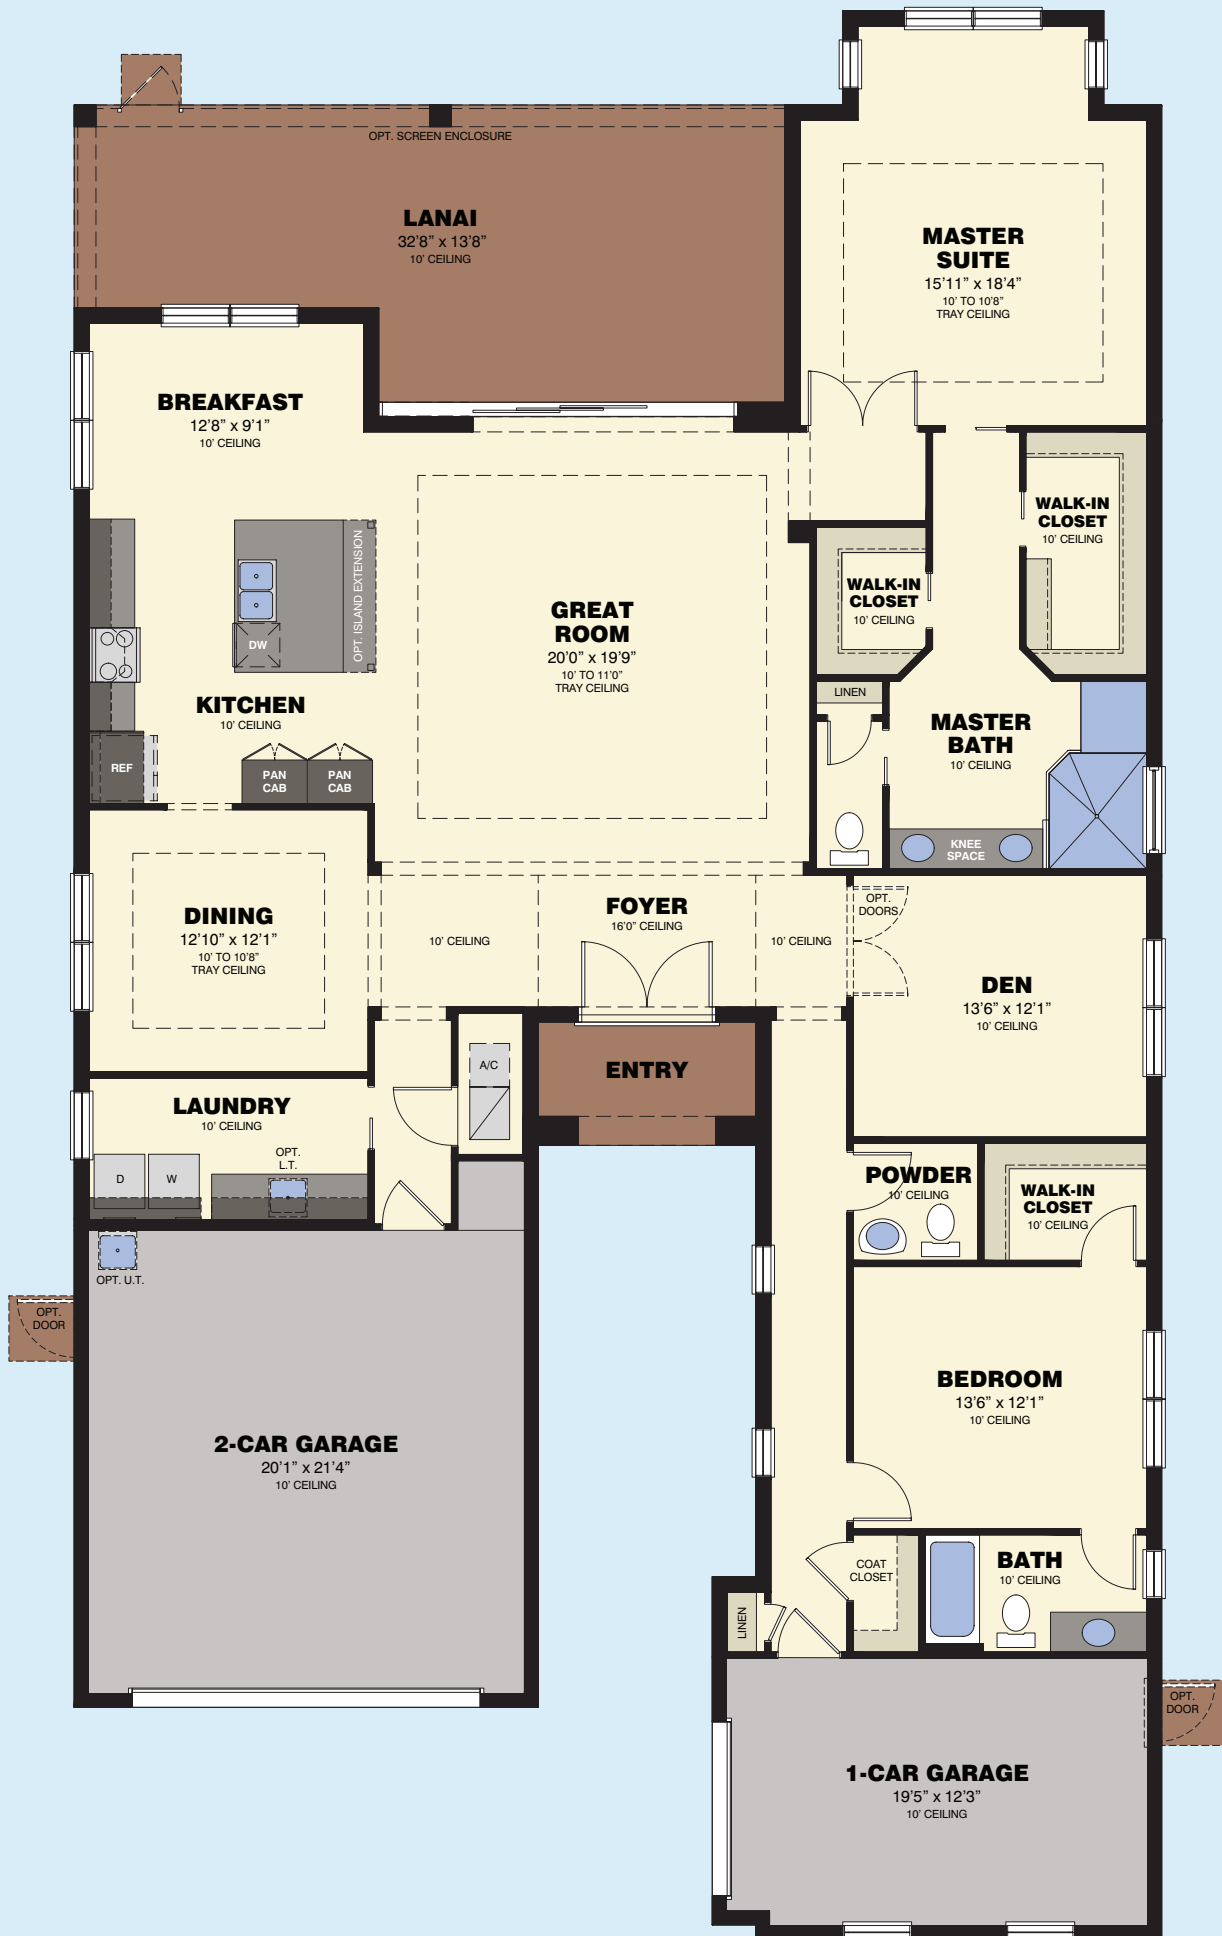 OPT. SCREEN ENCLOSURE
LANAI
32'8” x 13'8”
10' CEILING
MASTER
SUITE
15'11” x 18'4”
10' TO 10'8”
TRAY CEILING
BREAKFAST
12'8” x 9'1”
10' CEILING
WALK-IN
CLOSET
10' CEILING
WALK-IN
CLOSET
10' CEILING
OPT. ISLAND EXTENSION
DW
GREAT
ROOM
20'0” x 19'9”
10' TO 11'0”
TRAY CEILING
KITCHEN
10' CEILING
LINEN
MASTER
BATH
10' CEILING
REF
PAN
CAB
PAN
CAB
KNEE
SPACE
DINING
12'10” x 12'1”
10' TO 10'8”
TRAY CEILING
10' CEILING
FOYER
16'0” CEILING
10' CEILING
OPT.
DOORS
DEN
13'6” x 12'1”
10' CEILING
A/C
ENTRY
LAUNDRY
10' CEILING
D
W
OPT.
L.T.
POWDER
10' CEILING
WALK-IN
CLOSET
10' CEILING
OPT. U.T.
OPT.
DOOR
BEDROOM
13'6” x 12'1”
10' CEILING
2-CAR GARAGE
20'1” x 21'4”
10' CEILING
COAT
CLOSET
BATH
10' CEILING
LINEN
OPT.
DOOR
1-CAR GARAGE
19'5” x 12'3”
10' CEILING